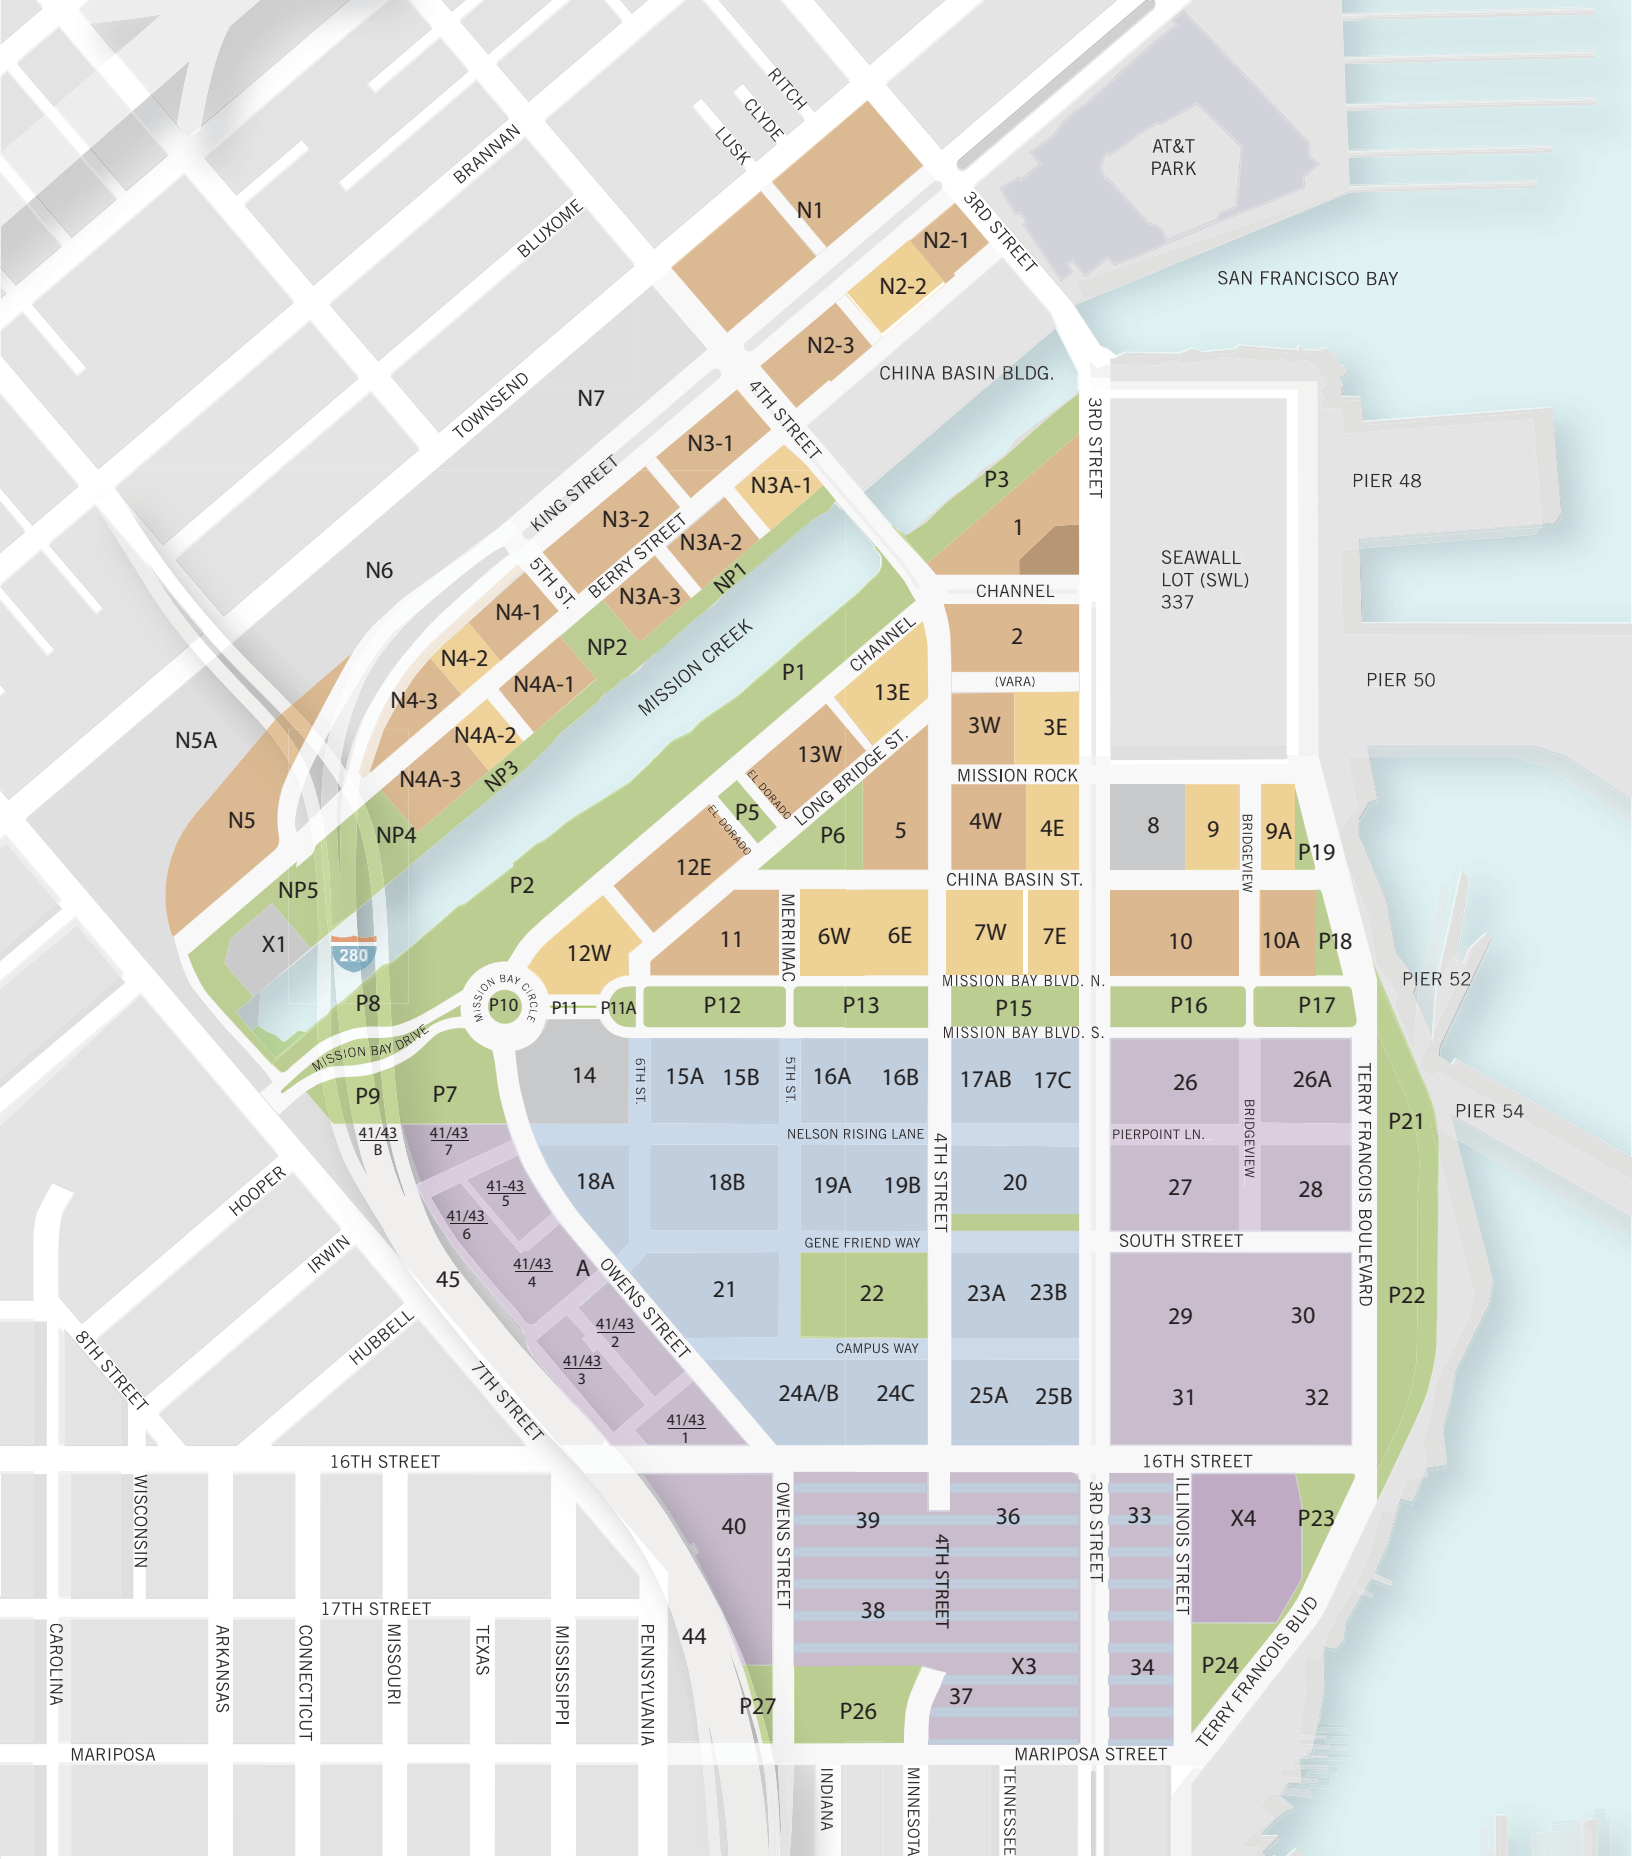 RITCH
CLYDE
LUSK
BRANNAN
BLUXOME
TOWNSEND
AT&T
PARK
3RD STREET
SAN FRANCISCO BAY
N1
N2-1
N2-2
N2-3
CHINA BASIN BLDG.
N7
4TH STREET
N3-1
KING STREET
N3A-1
N3-2
BERRY STREET
N3A-2
5TH ST.
N3A-3
NP1
N6
N4-1
NP2
N4-2
N4A-1
N4-3
N4A-2
N4A-3
NP3
N5A
N5
NP4
NP5
X1
280
MISSION CREEK
P3
1
3RD STREET
SEAWALL
LOT (SWL)
337
PIER 48
PIER 50
CHANNEL
2
(VARA)
3W
3E
MISSION ROCK
CHANNEL
P1
13E
13W
LONG BRIDGE ST.
EL DORADO
P5
EL DORADO
P6
5
4W
4E
8
9
BRIDGEVIEW
9A
P19
12E
P2
CHINA BASIN ST.
12W
11
MERRIMAC
6W
6E
7W
7E
10
10A
P18
PIER 52
MISSION BAY BLVD. N.
P8
MISSION BAY CIRCLE
P10
P11
P11A
P12
P13
P15
P16
P17
MISSION BAY BLVD. S.
MISSION BAY DRIVE
P9
P7
14
6TH ST.
15A
15B
5TH ST.
16A
16B
17AB
17C
26
26A
TERRY FRANCOIS BOULEVARD
P21
PIER 54
41/43
B
41/43
7
NELSON RISING LANE
4TH STREET
PIERPOINT LN.
BRIDGEVIEW
41-43
5
18A
18B
19A
19B
20
27
28
41/43
6
HOOPER
IRWIN
HUBBELL
GENE FRIEND WAY
SOUTH STREET
45
41/43
4
A
OWENS STREET
21
22
23A
23B
29
30
P22
41/43
2
41/43
3
CAMPUS WAY
8TH STREET
7TH STREET
41/43
1
24A/B
24C
25A
25B
31
32
16TH STREET
16TH STREET
WISCONSIN
40
OWENS STREET
39
36
4TH STREET
3RD STREET
33
ILLINOIS STREET
X4
P23
17TH STREET
38
44
X3
34
37
P24
TERRY FRANCOIS BLVD
P27
P26
CAROLINA
ARKANSAS
CONNECTICUT
MISSOURI
TEXAS
MISSISSIPPI
PENNSYLVANIA
MARIPOSA
MARIPOSA STREET
INDIANA
MINNESOTA
TENNESSEE